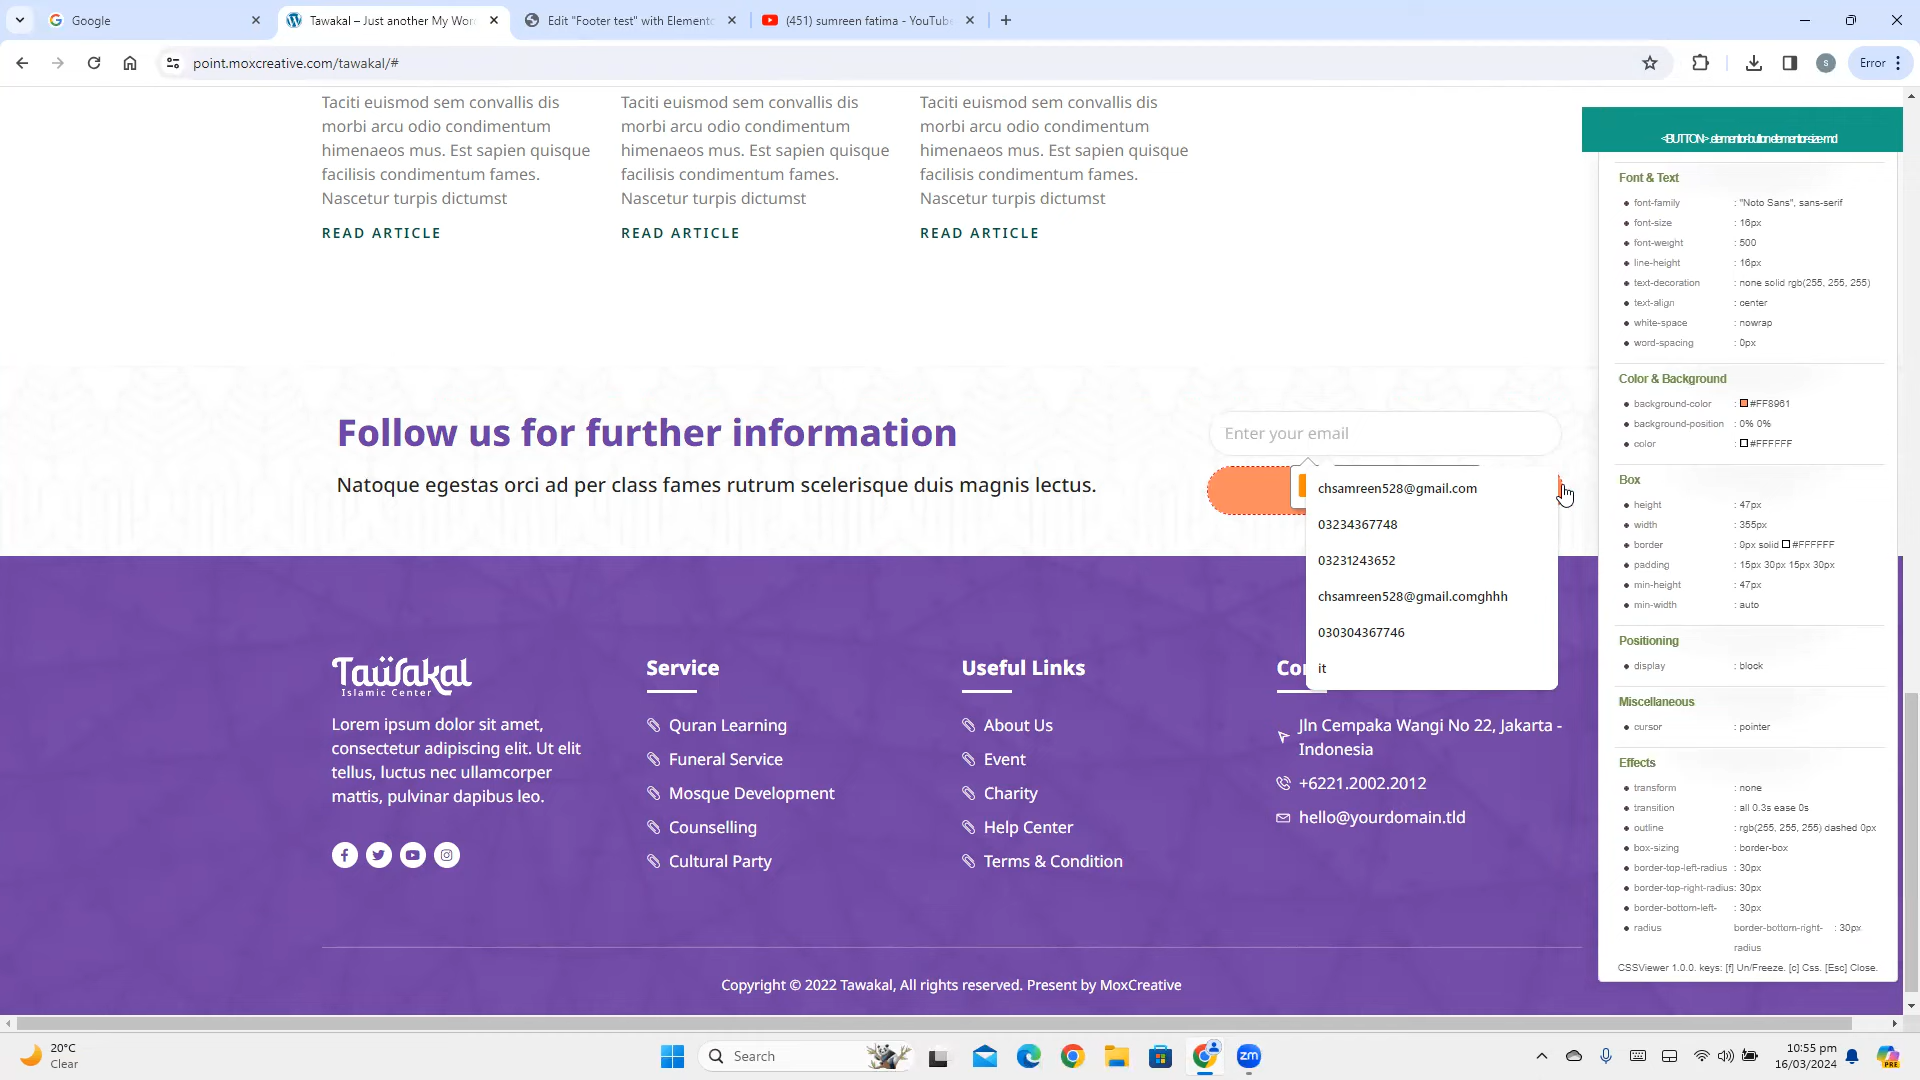 Google
Tawakal – Just another My Wor
Edit "Footer test" with Elemento
(451) sumreen fatima - YouTube
point.moxcreative.com/tawakal/#
Error
Taciti euismod sem convallis dis
morbi arcu odio condimentum
himenaeos mus. Est sapien quisque
facilisis condimentum fames.
Nascetur turpis dictumst
READ ARTICLE
Taciti euismod sem convallis dis
morbi arcu odio condimentum
himenaeos mus. Est sapien quisque
facilisis condimentum fames.
Nascetur turpis dictumst
READ ARTICLE
Taciti euismod sem convallis dis
morbi arcu odio condimentum
himenaeos mus. Est sapien quisque
facilisis condimentum fames.
Nascetur turpis dictumst
READ ARTICLE
Follow us for further information
Natoque egestas orci ad per class fames rutrum scelerisque duis magnis lectus.
Enter your email
chsamreen528@gmail.com
03234367748
03231243652
chsamreen528@gmail.comghhh
030304367746
it
Tawakal
Islamic Center
Lorem ipsum dolor sit amet,
consectetur adipiscing elit. Ut elit
tellus, luctus nec ullamcorper
mattis, pulvinar dapibus leo.
Service
Quran Learning
Funeral Service
Mosque Development
Counselling
Cultural Party
Useful Links
About Us
Event
Charity
Help Center
Terms & Condition
Co
Jln Cempaka Wangi No 22, Jakarta -
Indonesia
+6221.2002.2012
hello@yourdomain.tld
Copyright © 2022 Tawakal, All rights reserved. Present by MoxCreative
<BUTTON> .elementor-button.elementor-size-md
Font & Text
font-family : "Noto Sans", sans-serif
font-size : 16px
font-weight : 500
line-height : 16px
text-decoration : none solid rgb(255, 255, 255)
text-align : center
white-space : nowrap
word-spacing : 0px
Color & Background
background-color : #FF8961
background-position : 0% 0%
color : #FFFFFF
Box
height : 47px
width : 355px
border : 0px solid #FFFFFF
padding : 15px 30px 15px 30px
min-height : 47px
min-width : auto
Positioning
display : block
Miscellaneous
cursor : pointer
Effects
transform : none
transition : all 0.3s ease 0s
outline : rgb(255, 255, 255) dashed 0px
box-sizing : border-box
border-top-left-radius : 30px
border-top-right-radius: 30px
border-bottom-left- : 30px
radius border-bottom-right- : 30px
radius
CSSViewer 1.0.0. keys: [f] Un/Freeze. [c] Css. [Esc] Close.
20°C
Clear
Search
zm
PRE
10:55 pm
16/03/2024